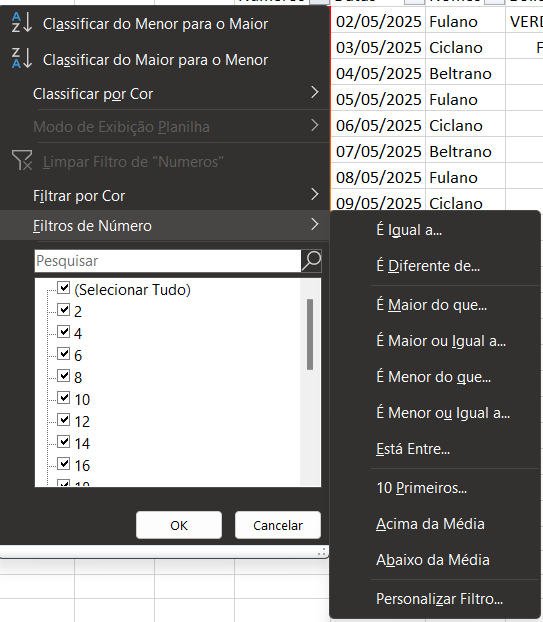 Classificar do Menor para o Maior
Classificar do Maior para o Menor
Classificar por Cor
Modo de Exibição Planilha
Limpar Filtro de "Numeros"
Filtrar por Cor
Filtros de Número
Pesquisar
(Selecionar Tudo)
2
4
6
8
10
12
14
16
OK
Cancelar
02/05/2025 Fulano
03/05/2025 Ciclano
04/05/2025 Beltrano
05/05/2025 Fulano
06/05/2025 Ciclano
07/05/2025 Beltrano
08/05/2025 Fulano
09/05/2025 Ciclano
É Igual a...
É Diferente de...
É Maior do que...
É Maior ou Igual a...
É Menor do que...
É Menor ou Igual a...
Está Entre...
10 Primeiros...
Acima da Média
Abaixo da Média
Personalizar Filtro...